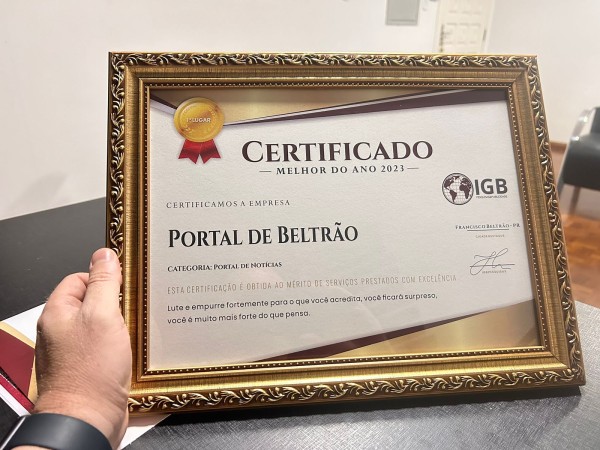 1º LUGAR
CERTIFICADO
MELHOR DO ANO 2023
IGB
CERTIFICAMOS A EMPRESA
PORTAL DE BELTRÃO
FRANCISCO BELTRÃO - PR
CATEGORIA: PORTAL DE NOTÍCIAS
ESTA CERTIFICAÇÃO É OBTIDA AO MÉRITO DE SERVIÇOS PRESTADOS COM EXCELÊNCIA
Lute e empurre fortemente para o que você acredita, você ficará surpreso,
você é muito mais forte do que pensa.